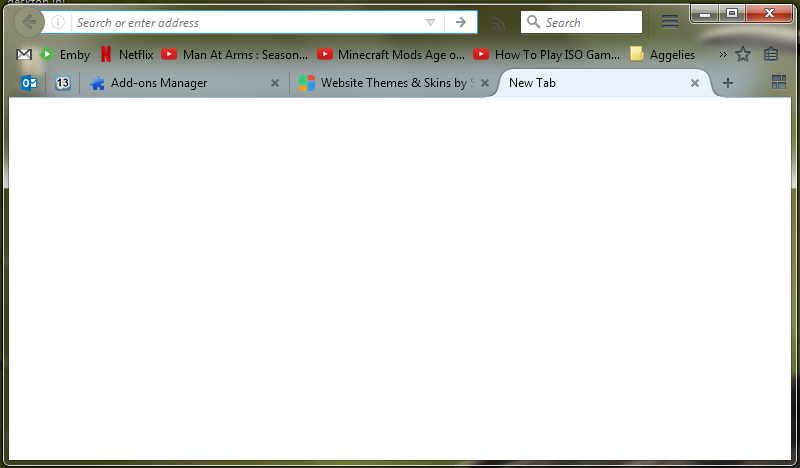 desktop.ini
Search or enter address
Search
Emby
Netflix
Man At Arms : Season...
Minecraft Mods Age o...
How To Play ISO Gam...
Aggelies
13
Add-ons Manager
Website Themes & Skins by S
New Tab